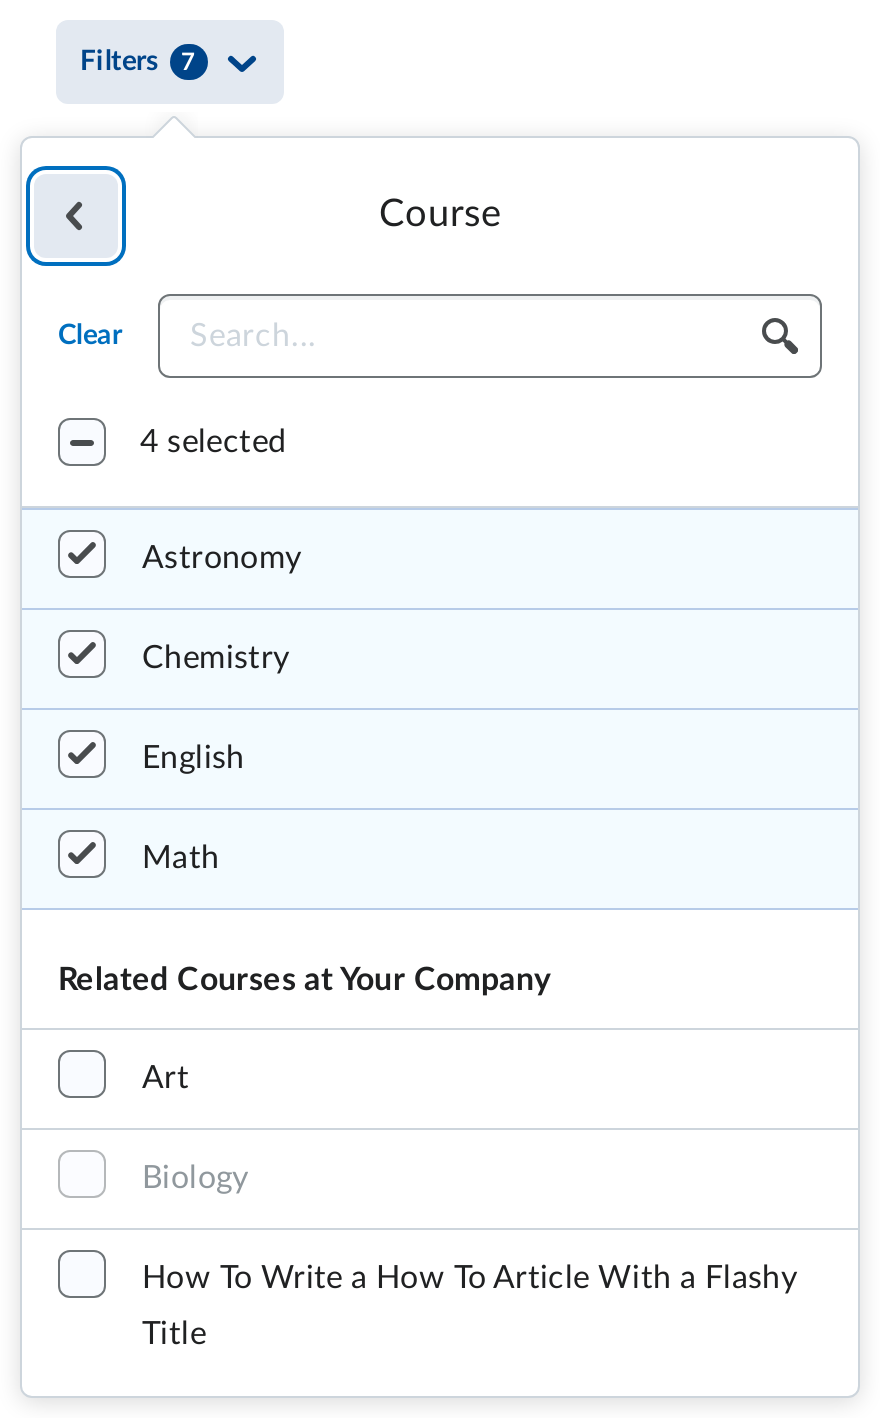 Filters 7
Course
Clear
Search...
4 selected
Astronomy
Chemistry
English
Math
Related Courses at Your Company
Art
Biology
How To Write a How To Article With a Flashy
Title